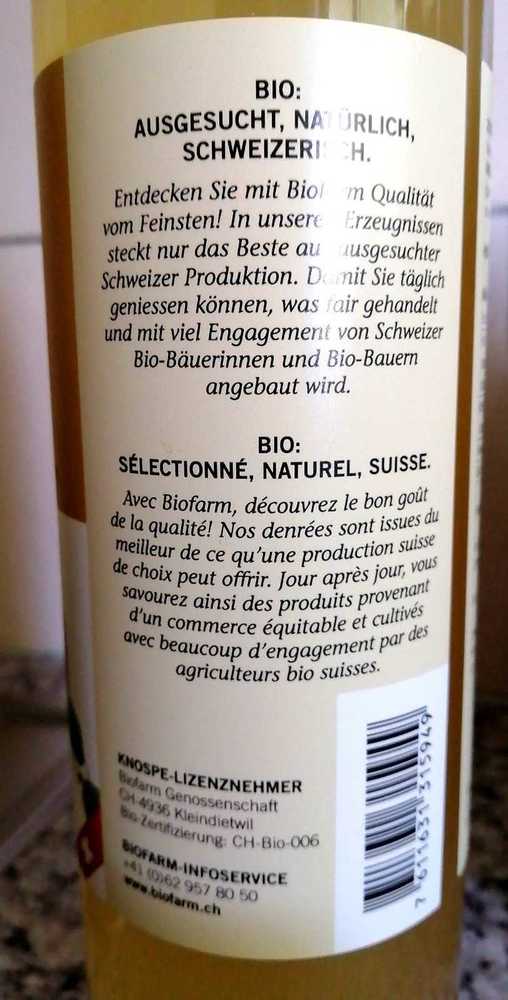 BIO:
AUSGESUCHT, NATÜRLICH,
SCHWEIZERISCH.
Entdecken Sie mit Biofarm Qualität
vom Feinsten! In unseren Erzeugnissen
steckt nur das Beste aus ausgesuchter
Schweizer Produktion. Damit Sie täglich
geniessen können, was fair gehandelt
und mit viel Engagement von Schweizer
Bio-Bäuerinnen und Bio-Bauern
angebaut wird.
BIO:
SÉLECTIONNÉ, NATUREL, SUISSE.
Avec Biofarm, découvrez le bon goût
de la qualité! Nos denrées sont issues du
meilleur de ce qu'une production suisse
de choix peut offrir. Jour après jour, vous
savourez ainsi des produits provenant
d'un commerce équitable et cultivés
avec beaucoup d'engagement par des
agriculteurs bio suisses.
KNOSPE-LIZENZNEHMER
Biofarm Genossenschaft
CH-4936 Kleindietwil
Bio-Zertifizierung: CH-Bio-006
BIOFARM-INFOSERVICE
+41 (0)62 957 80 50
www.biofarm.ch
7 611631 315949